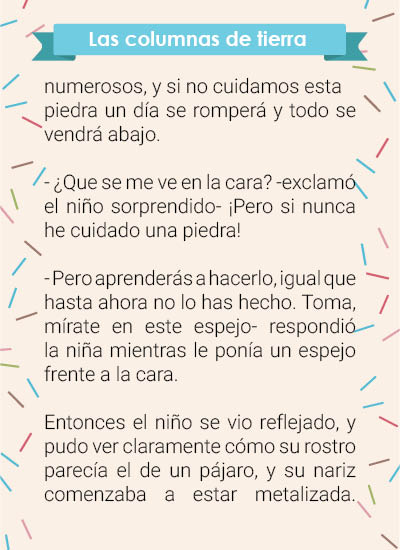 Las columnas de tierra
numerosos, y si no cuidamos esta
piedra un día se romperá y todo se
vendrá abajo.
- ¿Que se me ve en la cara? -exclamó
el niño sorprendido- ¡Pero si nunca
he cuidado una piedra!
- Pero aprenderás a hacerlo, igual que
hasta ahora no lo has hecho. Toma,
mírate en este espejo- respondió
la niña mientras le ponía un espejo
frente a la cara.
Entonces el niño se vio reflejado, y
pudo ver claramente cómo su rostro
parecía el de un pájaro, y su nariz
comenzaba a estar metalizada.